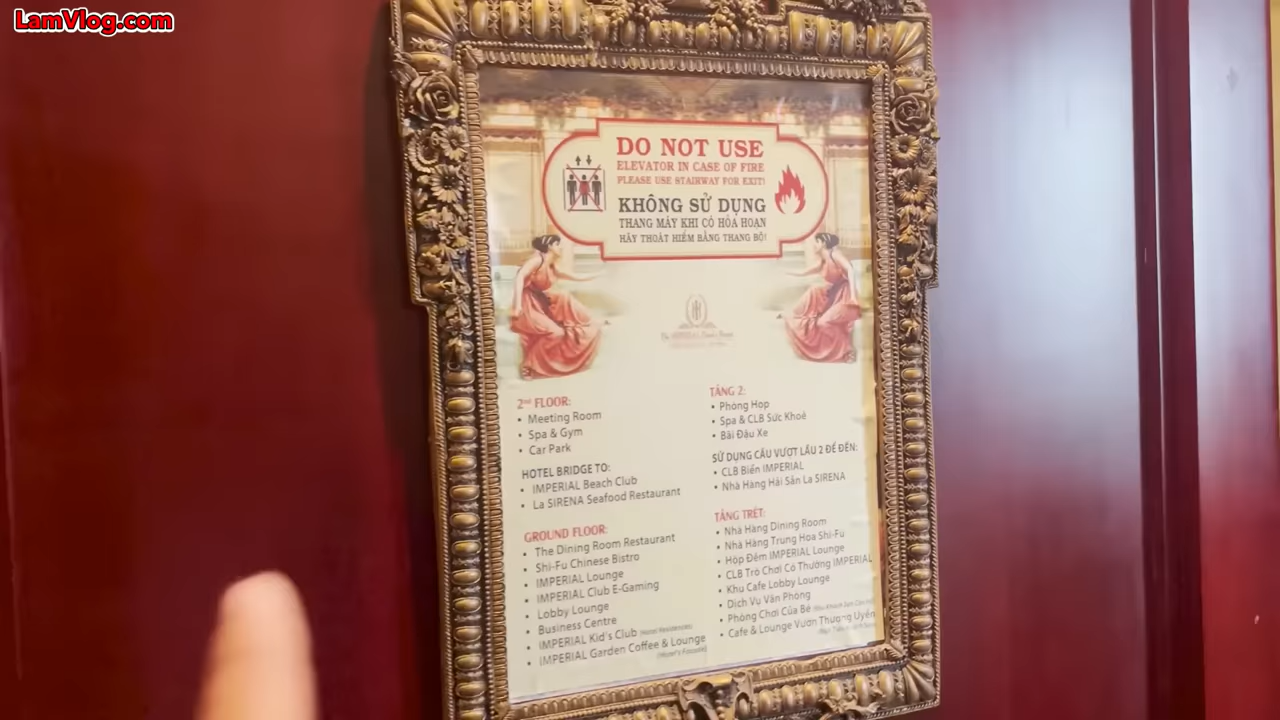 LamVlog.com
DO NOT USE
ELEVATOR IN CASE OF FIRE
PLEASE USE STAIRWAY FOR EXIT!
KHÔNG SỬ DỤNG
THANG MÁY KHI CÓ HỎA HOẠN
HÃY THOÁT HIỂM BẰNG THANG BỘ!
The IMPERIAL
2nd FLOOR:
• Meeting Room
• Spa & Gym
• Car Park
HOTEL BRIDGE TO:
• IMPERIAL Beach Club
• La SIRENA Seafood Restaurant
GROUND FLOOR:
• The Dining Room Restaurant
• Shi-Fu Chinese Bistro
• IMPERIAL Lounge
• IMPERIAL Club E-Gaming
• Lobby Lounge
• Business Centre
• IMPERIAL Kid's Club
• IMPERIAL Garden Coffee & Lounge
TẦNG 2:
• Phòng Họp
• Spa & CLB Sức Khoẻ
• Bãi Đậu Xe
SỬ DỤNG CẦU VƯỢT LẦU 2 ĐỂ ĐẾN:
• CLB Biển IMPERIAL
• Nhà Hàng Hải Sản La SIRENA
TẦNG TRỆT:
• Nhà Hàng Dining Room
• Nhà Hàng Trung Hoa Shi-Fu
• Hộp Đêm IMPERIAL Lounge
• CLB Trò Chơi Có Thưởng IMPERIAL
• Khu Cafe Lobby Lounge
• Dịch Vụ Văn Phòng
• Phòng Chơi Của Bé
• Cafe & Lounge Vườn Thượng Uyển